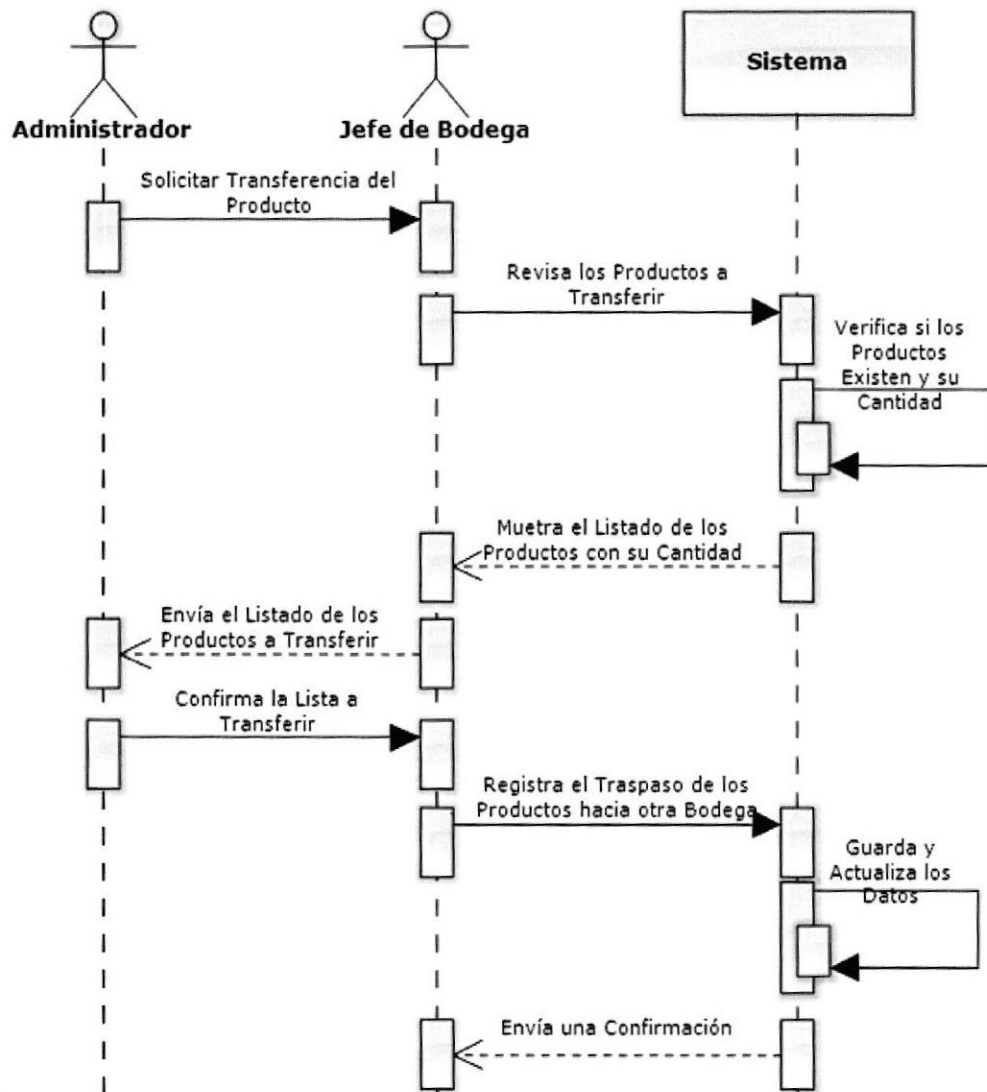 Administrador
Jefe de Bodega
Sistema
Solicitar Transferencia del
Producto
Revisa los Productos a
Transferir
Verifica si los
Productos
Existen y su
Cantidad
Muetra el Listado de los
Productos con su Cantidad
Envía el Listado de los
Productos a Transferir
Confirma la Lista a
Transferir
Registra el Traspaso de los
Productos hacia otra Bodega
Guarda y
Actualiza los
Datos
Envía una Confirmación